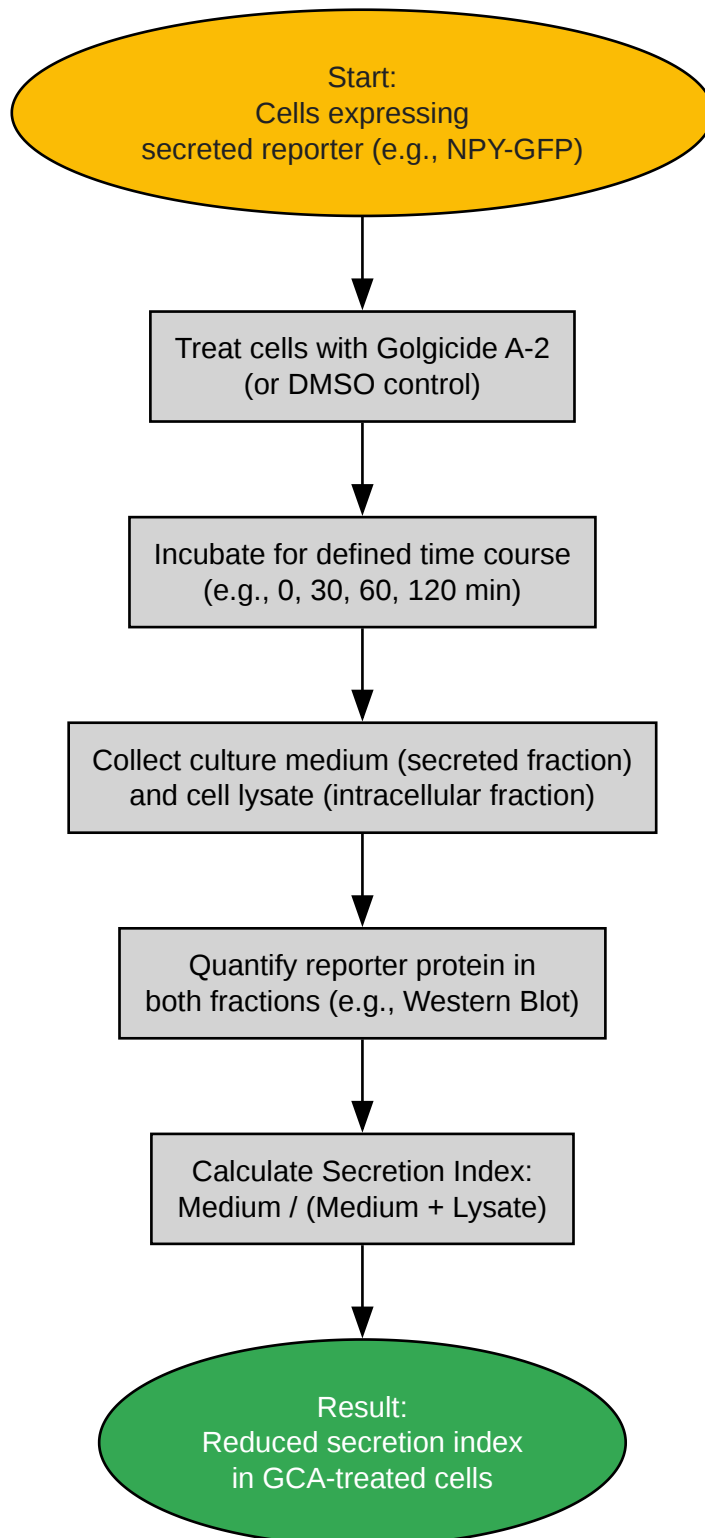 Start:
Cells expressing
secreted reporter (e.g., NPY-GFP)
Treat cells with Golgicide A-2
(or DMSO control)
Incubate for defined time course
(e.g., 0, 30, 60, 120 min)
Collect culture medium (secreted fraction)
and cell lysate (intracellular fraction)
Quantify reporter protein in
both fractions (e.g., Western Blot)
Calculate Secretion Index:
Medium / (Medium + Lysate)
Result:
Reduced secretion index
in GCA-treated cells